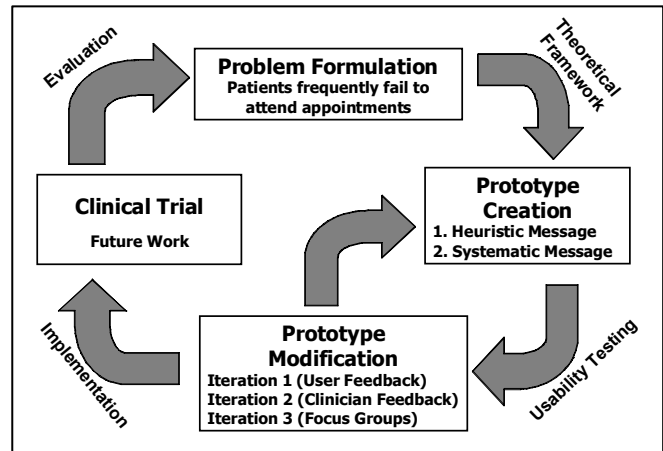 Evaluation
Problem Formulation
Patients frequently fail to
attend appointments
Theoretical
Framework
Prototype
Creation
1. Heuristic Message
2. Systematic Message
Usability Testing
Prototype
Modification
Iteration 1 (User Feedback)
Iteration 2 (Clinician Feedback)
Iteration 3 (Focus Groups)
Implementation
Clinical Trial
Future Work